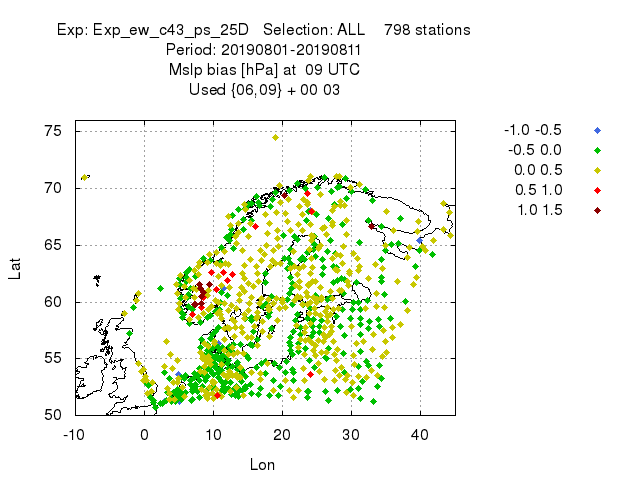 Exp: Exp_ew_c43_ps_25D   Selection: ALL    798 stations
Period: 20190801-20190811
Mslp bias [hPa] at  09 UTC
Used {06,09} + 00 03
-1.0 -0.5
-0.5 0.0
0.0 0.5
0.5 1.0
1.0 1.5
75
70
65
60
55
50
Lat
-10 0 10 20 30 40
Lon